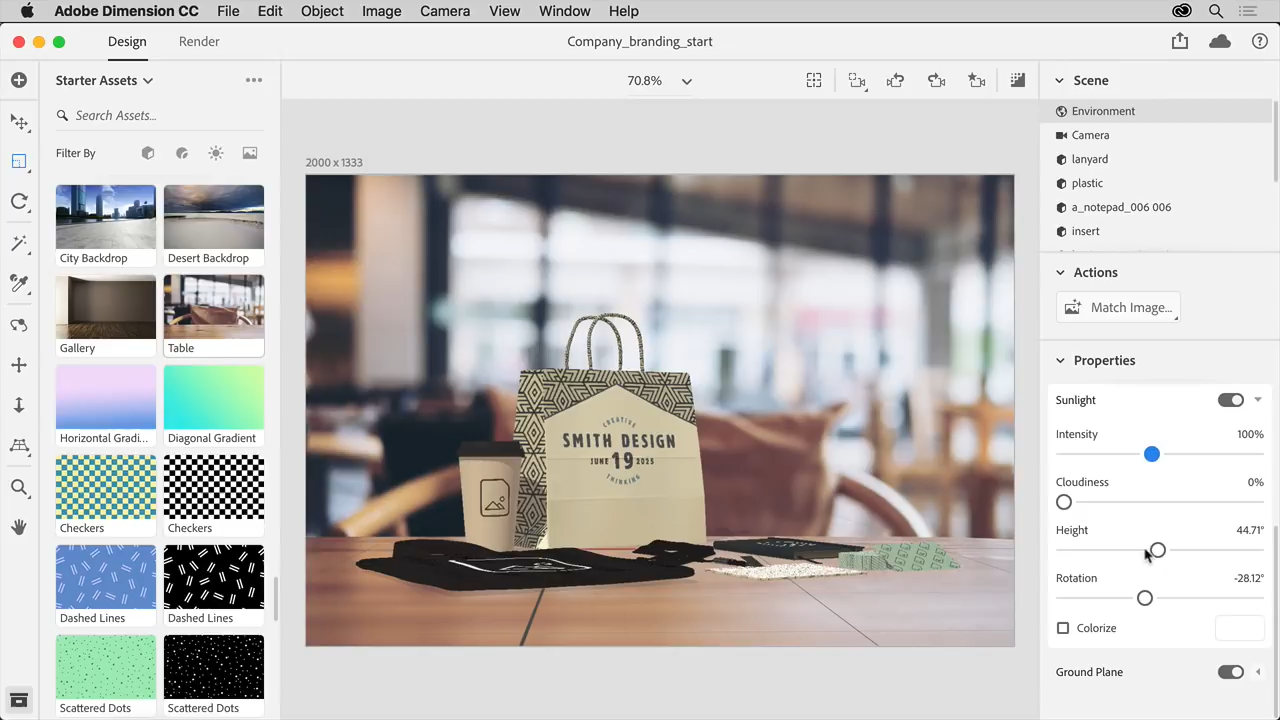 Adobe Dimension CC File Edit Object Image Camera View Window Help
Design Render Company_branding_start
Starter Assets
70.8%
Search Assets...
Filter By
City Backdrop Desert Backdrop
Gallery Table
Horizontal Gradi... Diagonal Gradient
Checkers Checkers
Dashed Lines Dashed Lines
Scattered Dots Scattered Dots
2000 x 1333
CREATIVE
SMITH DESIGN
JUNE 19 2025
THINKING
Scene
Environment
Camera
lanyard
plastic
a_notepad_006 006
insert
Actions
Match Image...
Properties
Sunlight
Intensity 100%
Cloudiness 0%
Height 44.71°
Rotation -28.12°
Colorize
Ground Plane